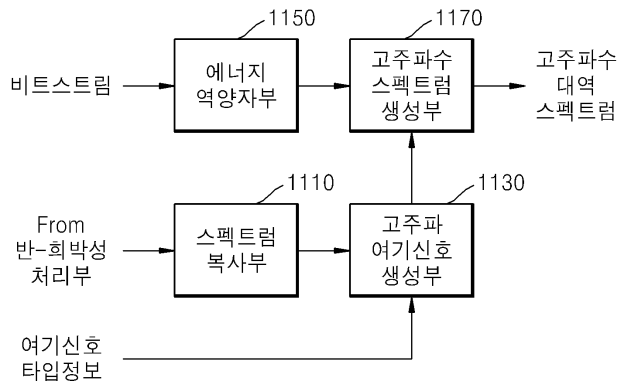 1150
1170
비트스트림
에너지
역양자부
고주파수
스펙트럼
생성부
고주파수
대역
스펙트럼
1110
1130
From
반-희박성
처리부
스펙트럼
복사부
고주파
여기신호
생성부
여기신호
타입정보